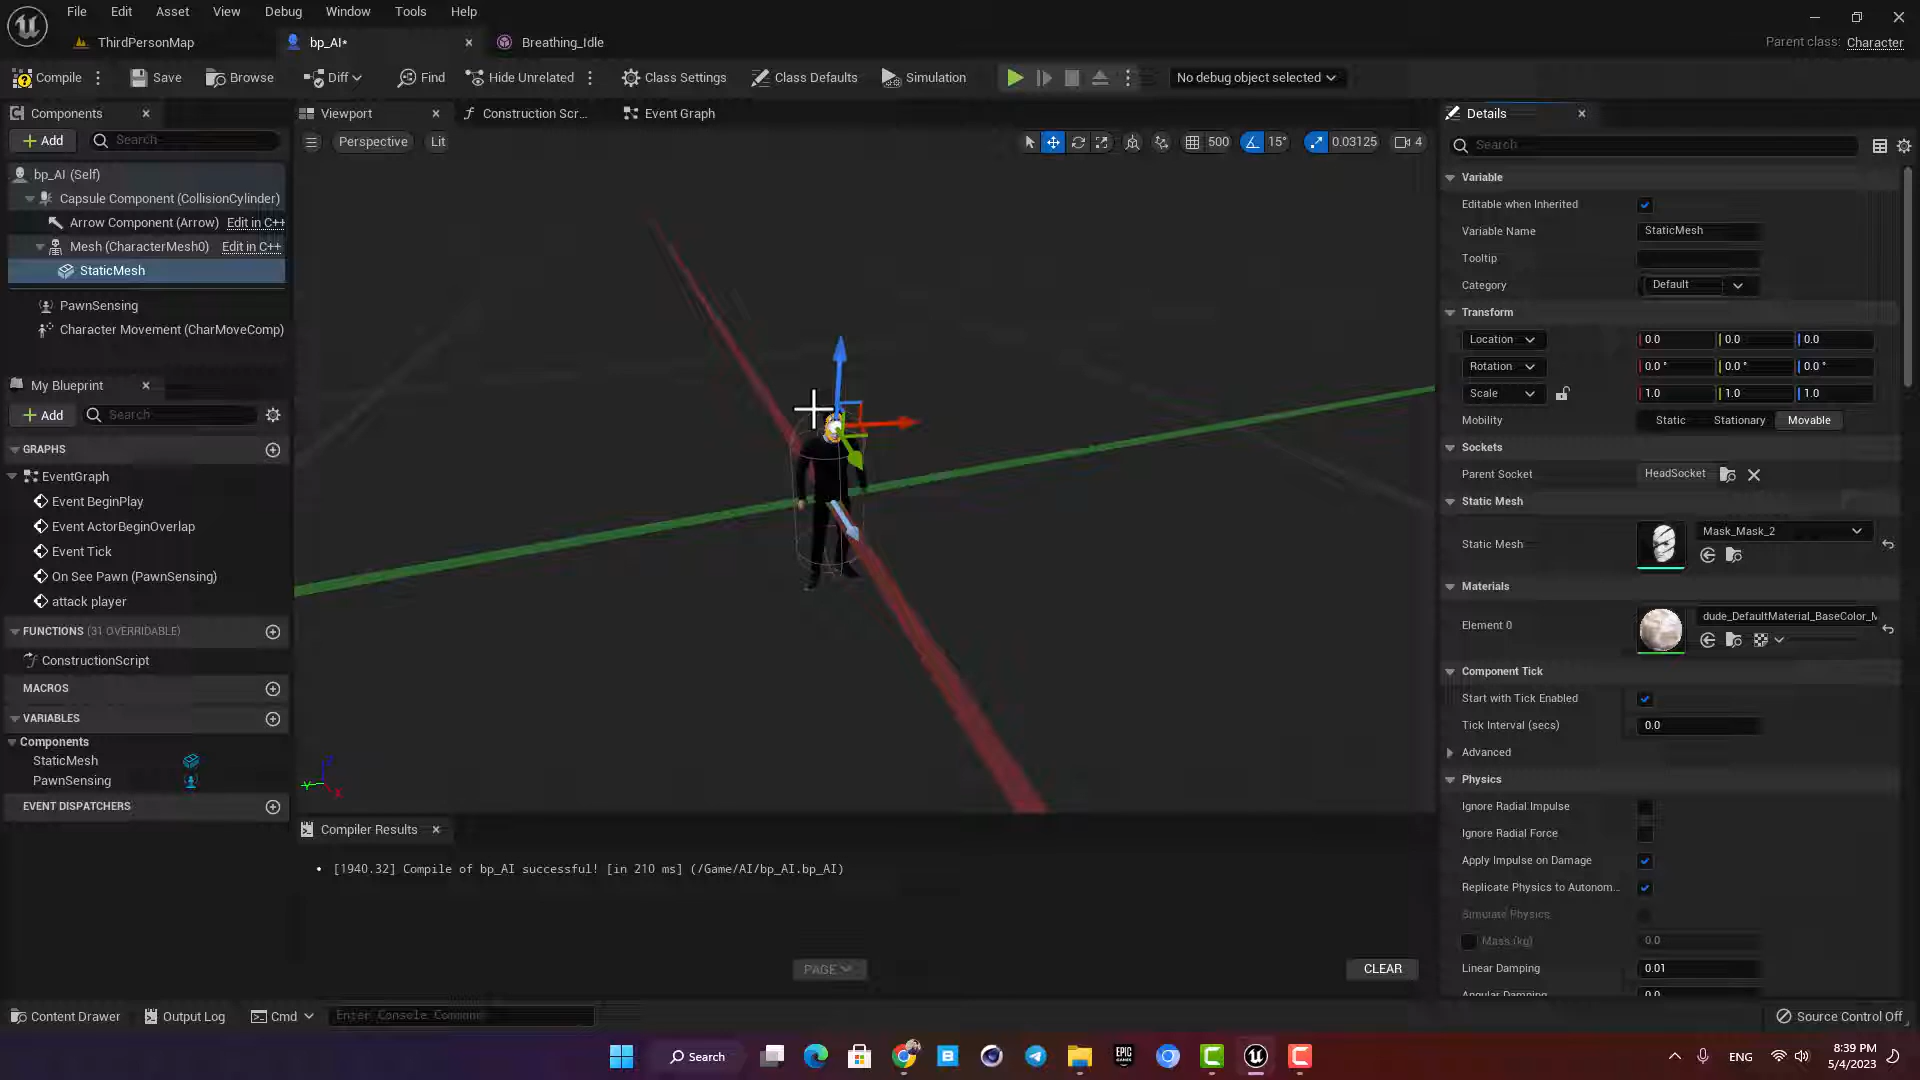 File Edit Asset View Debug Window Tools Help
ThirdPersonMap
bp_AI*
Breathing_Idle
Parent class: Character
Compile
Save
Browse
Diff
Find
Hide Unrelated
Class Settings
Class Defaults
Simulation
No debug object selected
Components
Add
Search
bp_AI (Self)
Capsule Component (CollisionCylinder)
Arrow Component (Arrow) Edit in C++
Mesh (CharacterMesh0) Edit in C++
StaticMesh
PawnSensing
Character Movement (CharMoveComp)
My Blueprint
Add
Search
GRAPHS
EventGraph
Event BeginPlay
Event ActorBeginOverlap
Event Tick
On See Pawn (PawnSensing)
attack player
FUNCTIONS (31 OVERRIDABLE)
ConstructionScript
MACROS
VARIABLES
Components
StaticMesh
PawnSensing
EVENT DISPATCHERS
Viewport
Construction Scr...
Event Graph
Perspective
Lit
500
15°
0.03125
4
Z
Y
X
Compiler Results
[1940.32] Compile of bp_AI successful! [in 210 ms] (/Game/AI/bp_AI.bp_AI)
PAGE
CLEAR
Details
Search
Variable
Editable when Inherited
Variable Name StaticMesh
Tooltip
Category Default
Transform
Location 0.0 0.0 0.0
Rotation 0.0 ° 0.0 ° 0.0 °
Scale 1.0 1.0 1.0
Mobility Static Stationary Movable
Sockets
Parent Socket HeadSocket
Static Mesh
Static Mesh Mask_Mask_2
Materials
Element 0 dude_DefaultMaterial_BaseColor_M
Component Tick
Start with Tick Enabled
Tick Interval (secs) 0.0
Advanced
Physics
Ignore Radial Impulse
Ignore Radial Force
Apply Impulse on Damage
Replicate Physics to Autonom...
Simulate Physics
Mass (kg) 0.0
Linear Damping 0.01
Angular Damping 0.0
Content Drawer
Output Log
Cmd
Enter Console Command
Source Control Off
Search
EPIC
GAMES
ENG
8:39 PM
5/4/2023